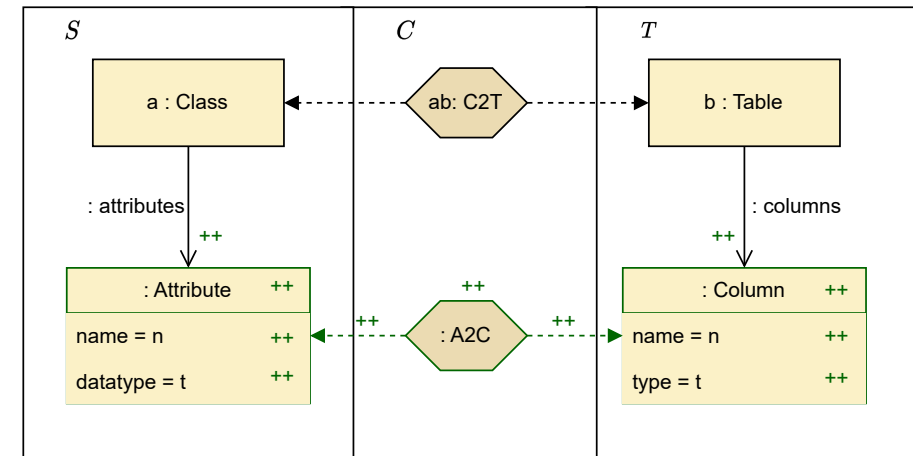 S C T
a : Class ab: C2T b : Table
: attributes : columns
++ ++
: Attribute ++ ++ : Column ++
name = n ++ ++ : A2C ++ name = n ++
datatype = t ++ type = t ++